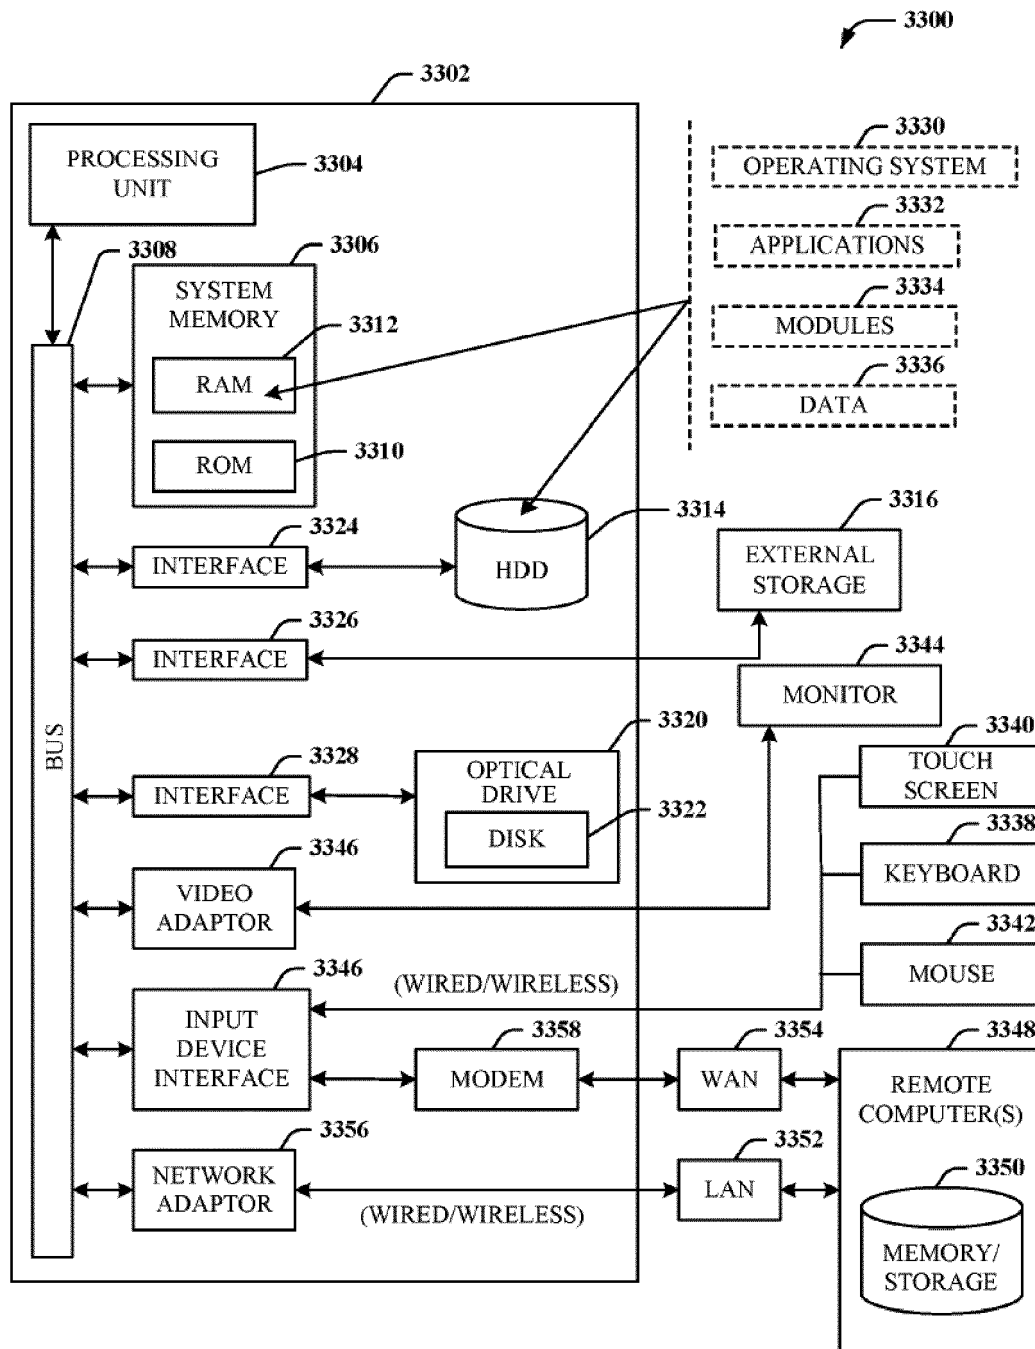 3300
3302
PROCESSING
UNIT
3304
3308
3306
SYSTEM
MEMORY
3312
RAM
ROM
3310
3330
OPERATING SYSTEM
3332
APPLICATIONS
3334
MODULES
3336
DATA
3324
INTERFACE
HDD
3314
3316
EXTERNAL
STORAGE
3326
INTERFACE
3344
MONITOR
BUS
3328
INTERFACE
3320
OPTICAL
DRIVE
3322
DISK
3340
TOUCH
SCREEN
3338
KEYBOARD
3342
MOUSE
3346
VIDEO
ADAPTOR
3346
INPUT
DEVICE
INTERFACE
(WIRED/WIRELESS)
3358
MODEM
3354
WAN
3348
REMOTE
COMPUTER(S)
3356
NETWORK
ADAPTOR
(WIRED/WIRELESS)
3352
LAN
3350
MEMORY/
STORAGE